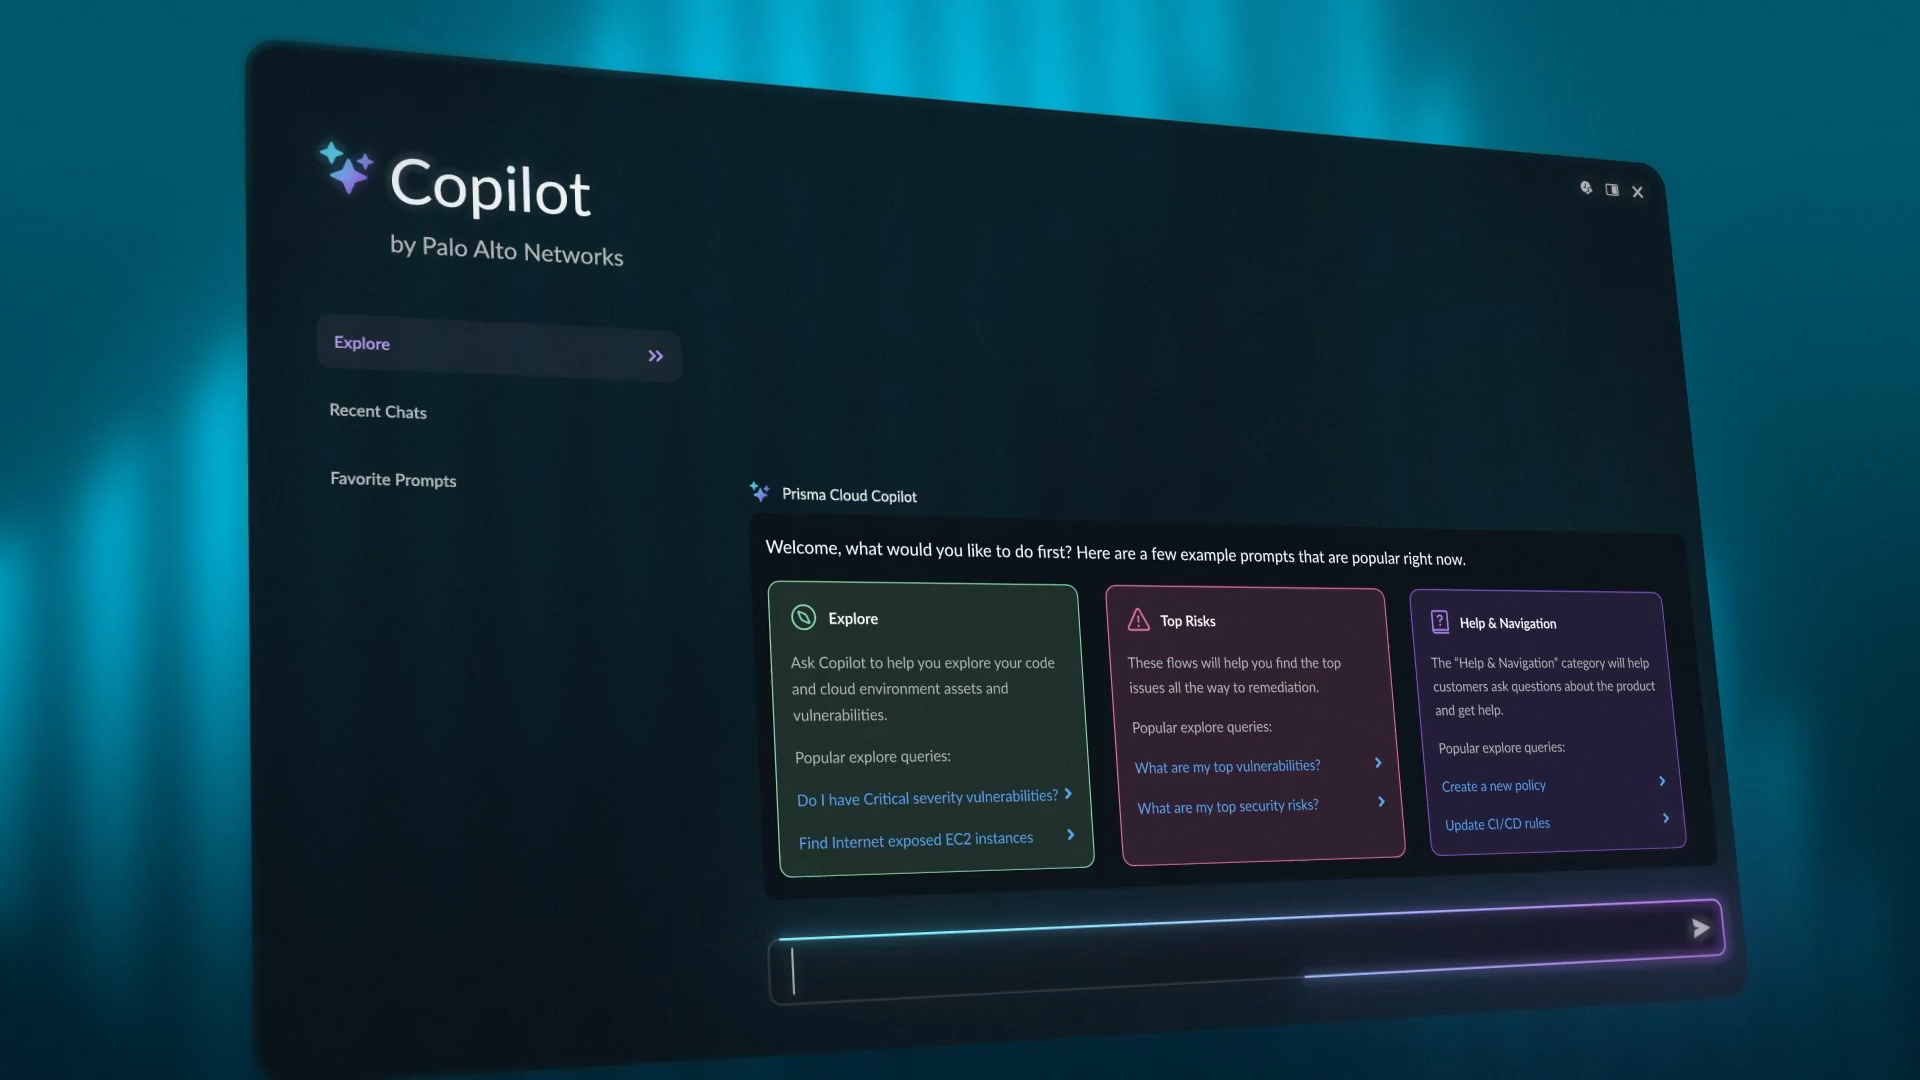 Copilot
by Palo Alto Networks
Explore
Recent Chats
Favorite Prompts
Prisma Cloud Copilot
Welcome, what would you like to do first? Here are a few example prompts that are popular right now.
Explore
Ask Copilot to help you explore your code
and cloud environment assets and
vulnerabilities.
Popular explore queries:
Do I have Critical severity vulnerabilities?
Find Internet exposed EC2 instances
Top Risks
These flows will help you find the top
issues all the way to remediation.
Popular explore queries:
What are my top vulnerabilities?
What are my top security risks?
Help & Navigation
The "Help & Navigation" category will help
customers ask questions about the product
and get help.
Popular explore queries:
Create a new policy
Update CI/CD rules